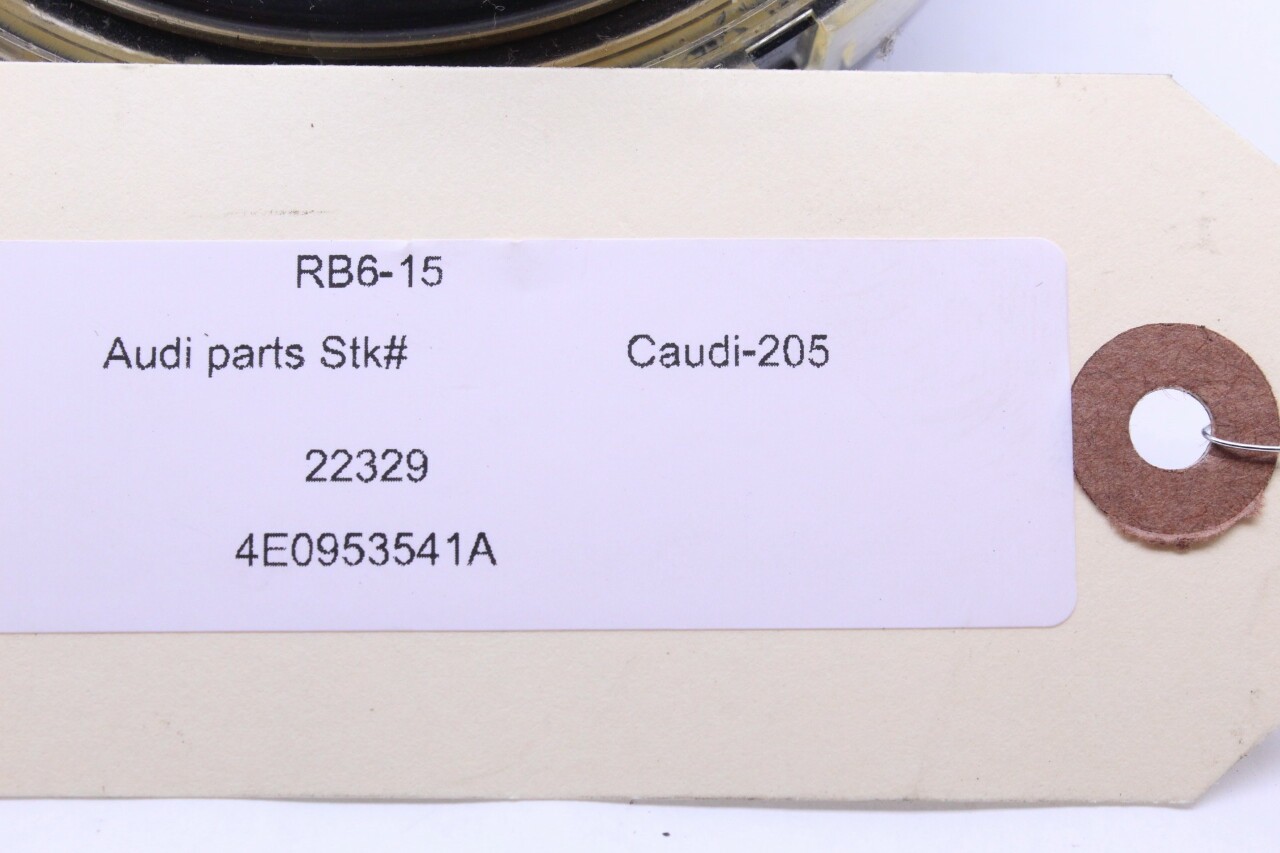 RB6-15
Audi parts Stk# Caudi-205
22329
4E0953541A